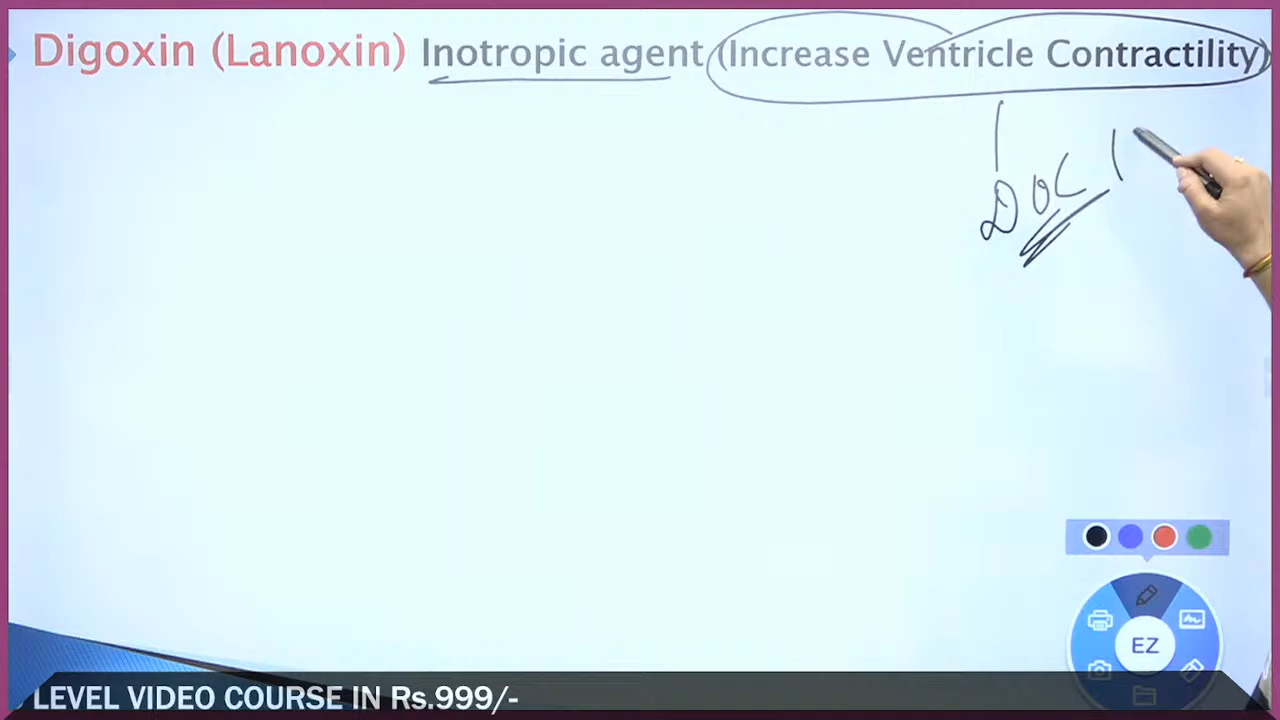 Digoxin (Lanoxin) Inotropic agent (Increase Ventricle Contractility)
DOC
EZ
LEVEL VIDEO COURSE IN Rs.999/-